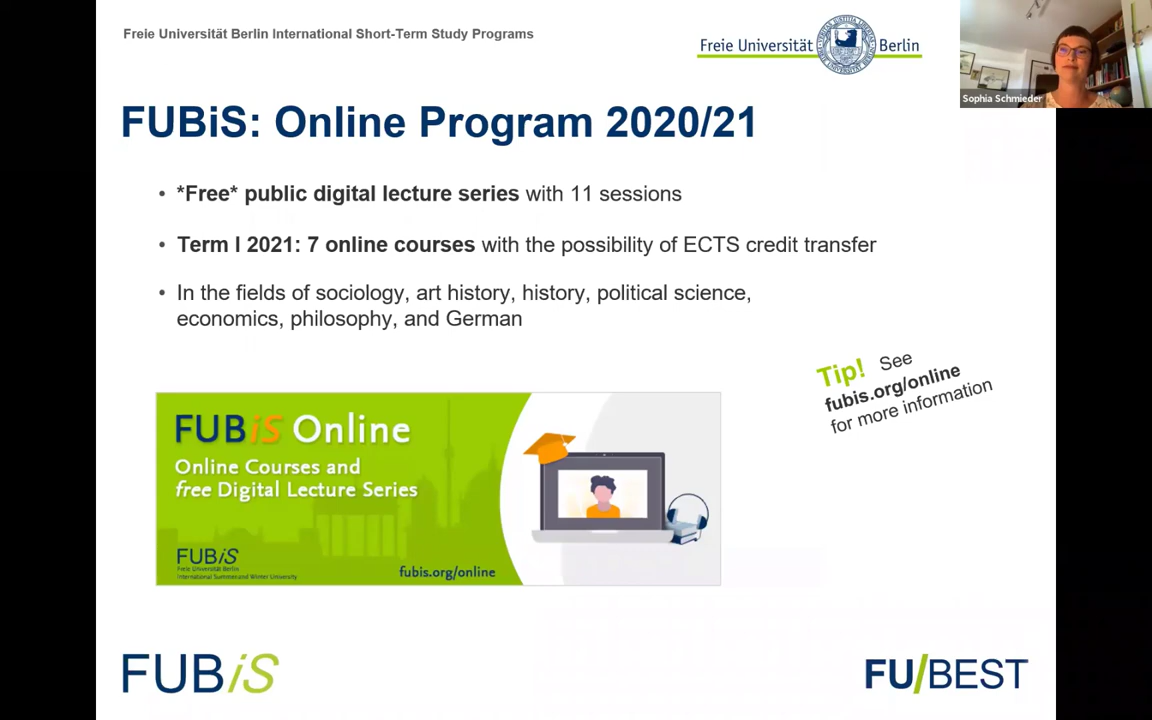 Freie Universität Berlin International Short-Term Study Programs
Freie Universität Berlin
Sophia Schmieder
FUBiS: Online Program 2020/21
• *Free* public digital lecture series with 11 sessions
• Term I 2021: 7 online courses with the possibility of ECTS credit transfer
• In the fields of sociology, art history, history, political science,
economics, philosophy, and German
Tip! See
fubis.org/online
for more information
FUBiS Online
Online Courses and
free Digital Lecture Series
FUBiS
Freie Universität Berlin
International Summer and Winter University
fubis.org/online
FUBiS
FU/BEST